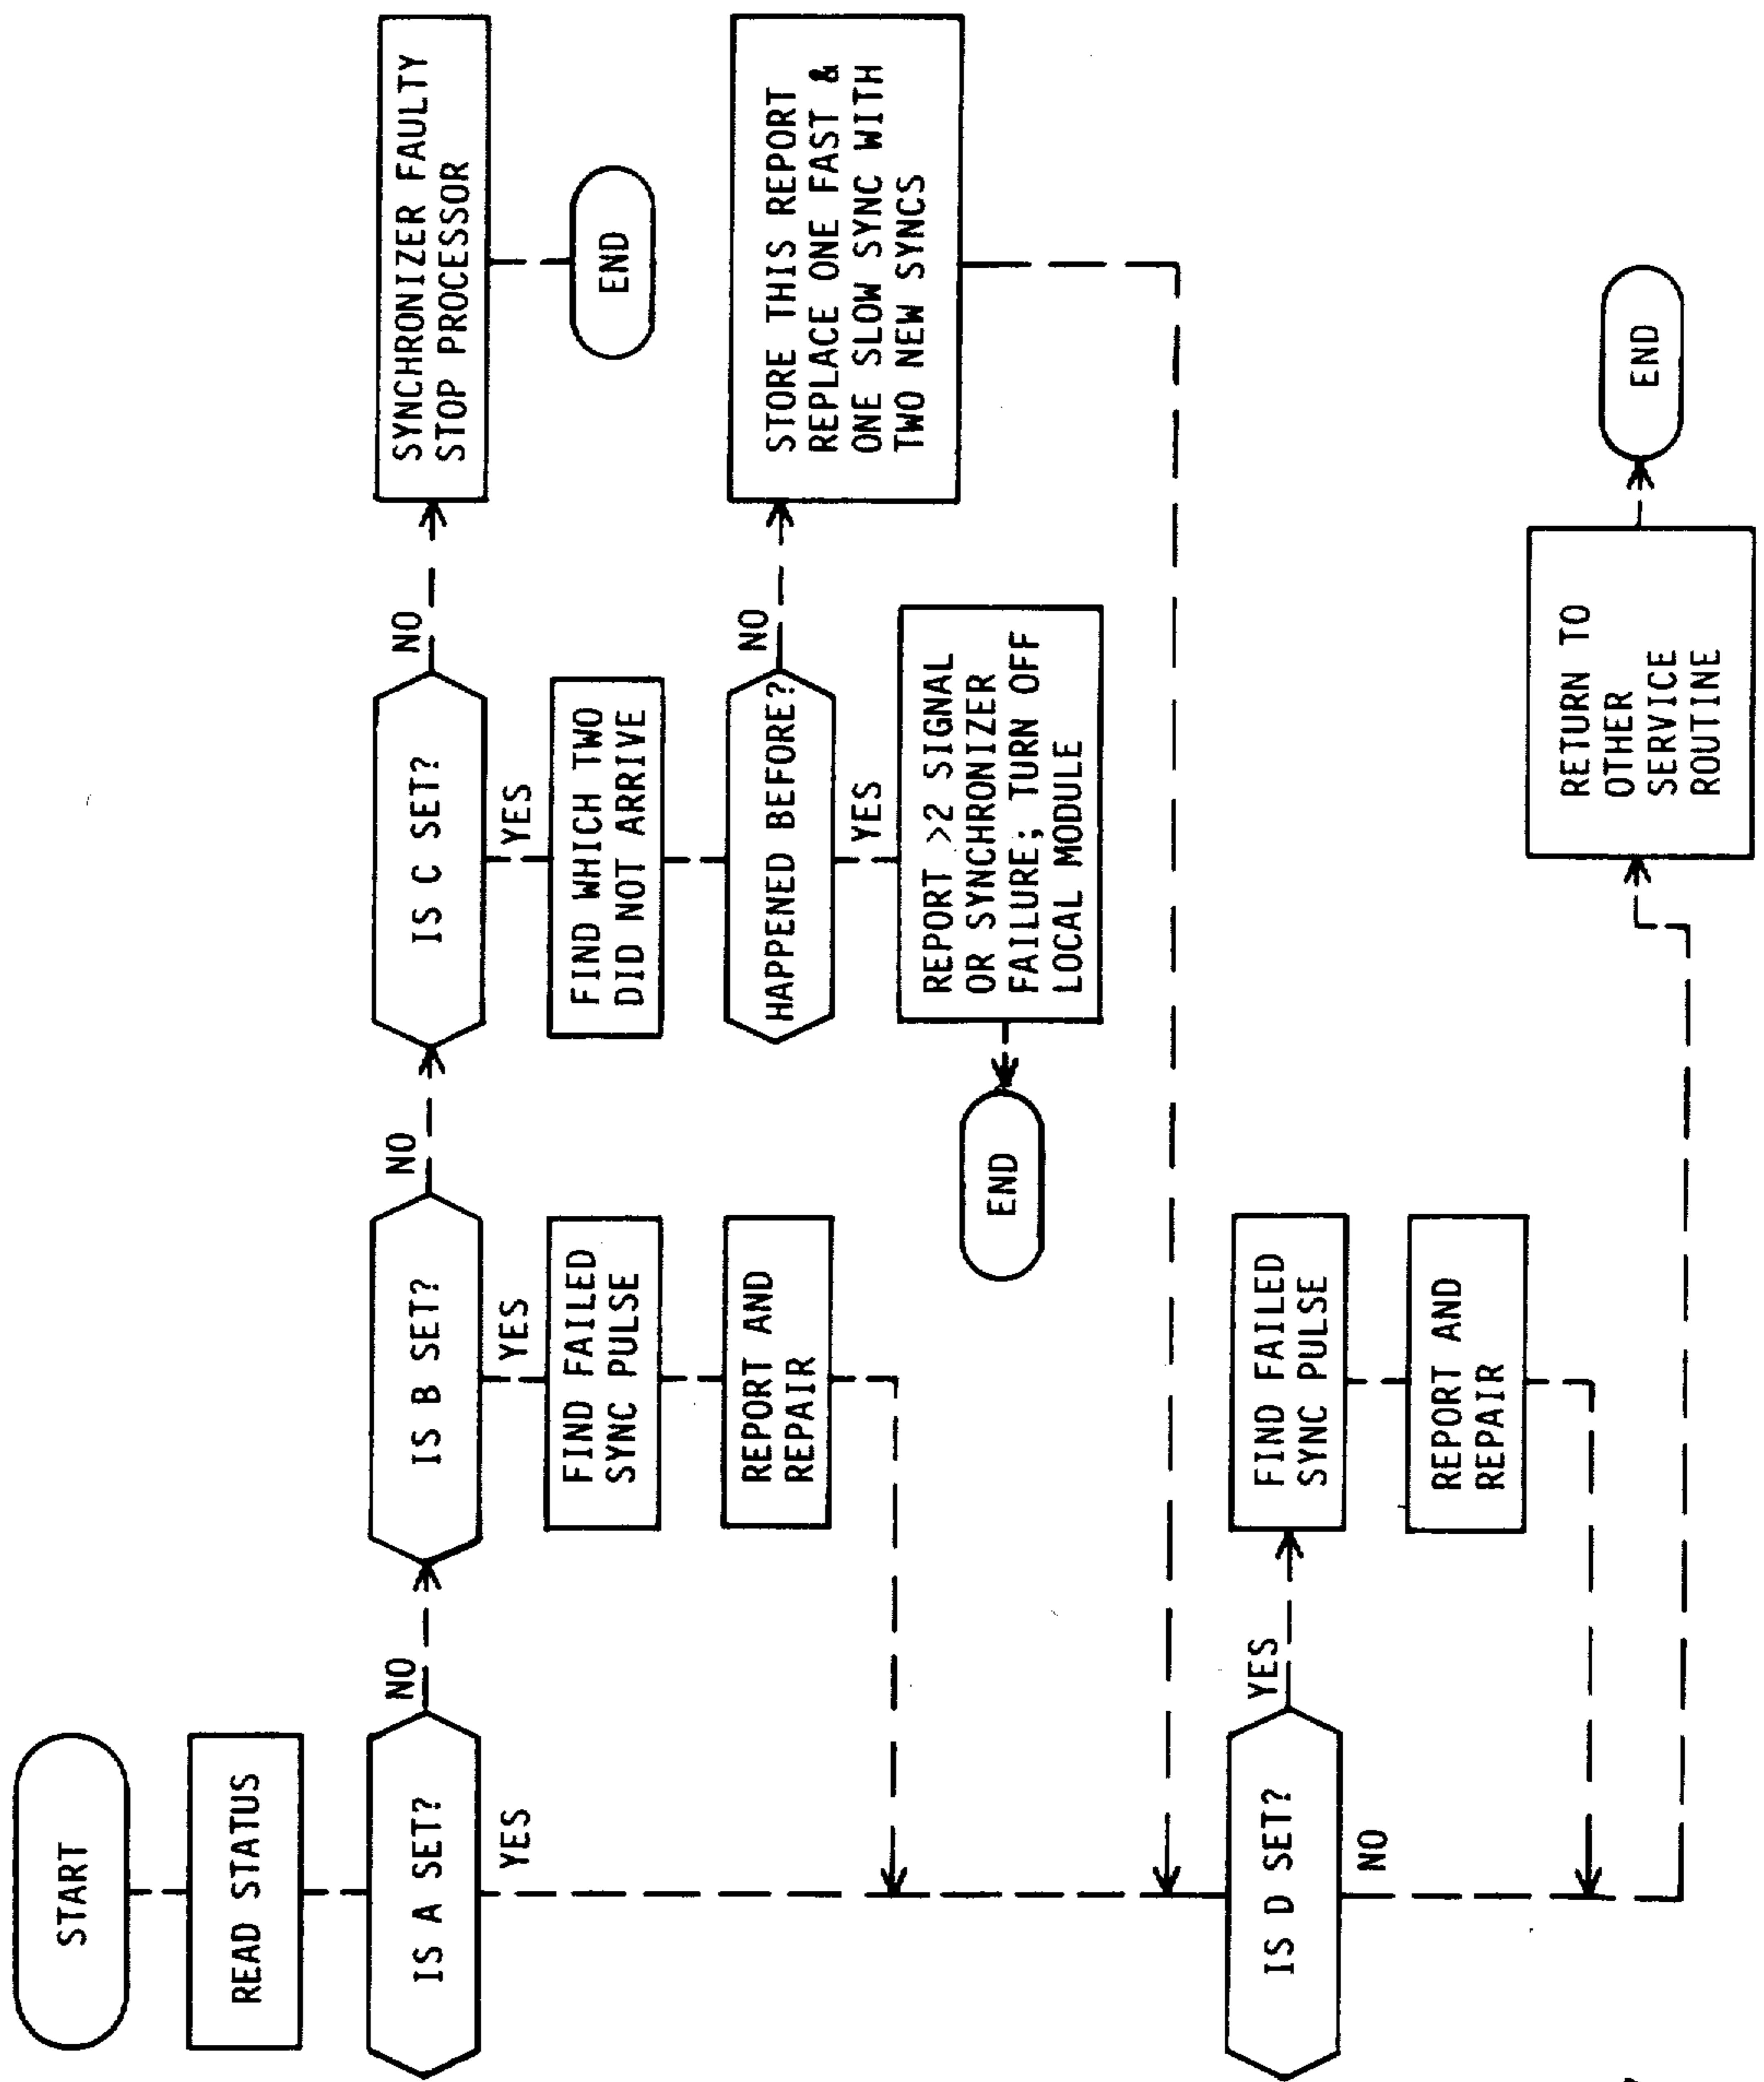 START
READ STATUS
IS A SET?
NO
YES
IS B SET?
NO
YES
FIND FAILED
SYNC PULSE
REPORT AND
REPAIR
IS C SET?
NO
YES
SYNCHRONIZER FAULTY
STOP PROCESSOR
END
FIND WHICH TWO
DID NOT ARRIVE
HAPPENED BEFORE?
NO
YES
STORE THIS REPORT
REPLACE ONE FAST &
ONE SLOW SYNC WITH
TWO NEW SYNCS
REPORT >2 SIGNAL
OR SYNCHRONIZER
FAILURE; TURN OFF
LOCAL MODULE
END
IS D SET?
YES
NO
FIND FAILED
SYNC PULSE
REPORT AND
REPAIR
RETURN TO
OTHER
SERVICE
ROUTINE
END